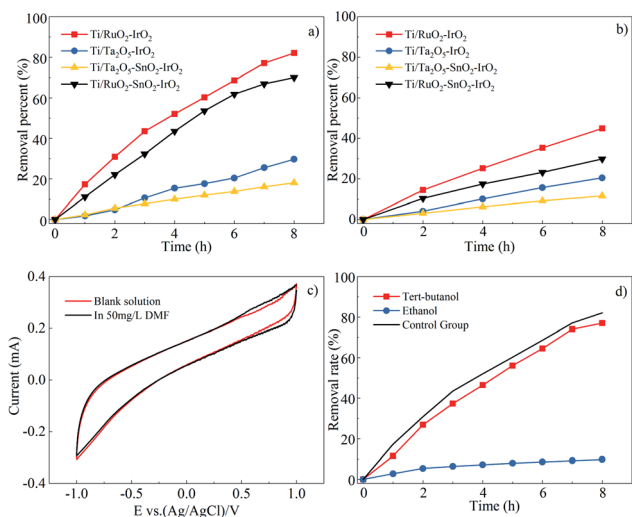 a)
Ti/RuO₂-IrO₂
Ti/Ta₂O₅-IrO₂
Ti/Ta₂O₅-SnO₂-IrO₂
Ti/RuO₂-SnO₂-IrO₂
Removal percent (%)
100
80
60
40
20
0
0 2 4 6 8
Time (h)
b)
Ti/RuO₂-IrO₂
Ti/Ta₂O₅-IrO₂
Ti/Ta₂O₅-SnO₂-IrO₂
Ti/RuO₂-SnO₂-IrO₂
Removal percent (%)
100
80
60
40
20
0
0 2 4 6 8
Time (h)
c)
Blank solution
In 50mg/L DMF
Current (mA)
0.4
0.2
0.0
-0.2
-0.4
-1.0 -0.5 0.0 0.5 1.0
E vs.(Ag/AgCl)/V
d)
Tert-butanol
Ethanol
Control Group
Removal rate (%)
100
80
60
40
20
0
0 1 2 3 4 5 6 7 8
Time (h)